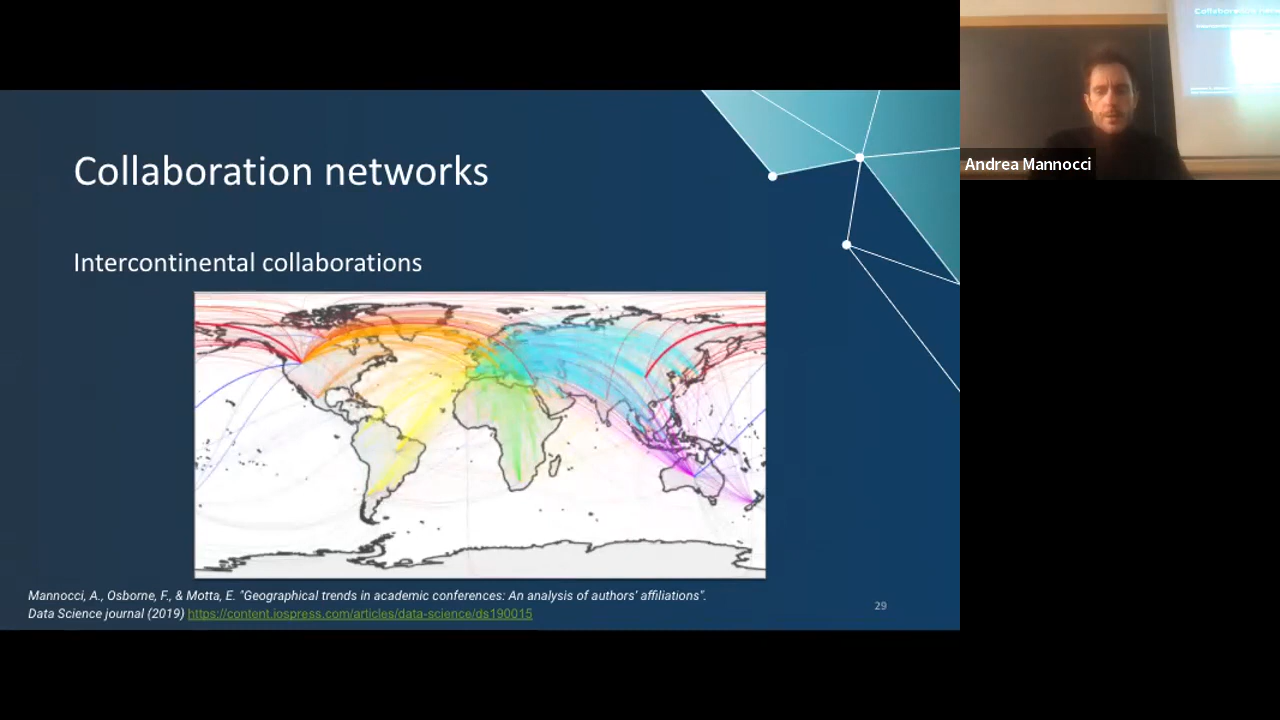 Collaboration networks
Intercontinental collaborations
Mannocci, A., Osborne, F., & Motta, E. "Geographical trends in academic conferences: An analysis of authors' affiliations".
Data Science journal (2019) https://content.iospress.com/articles/data-science/ds190015
29
Andrea Mannocci